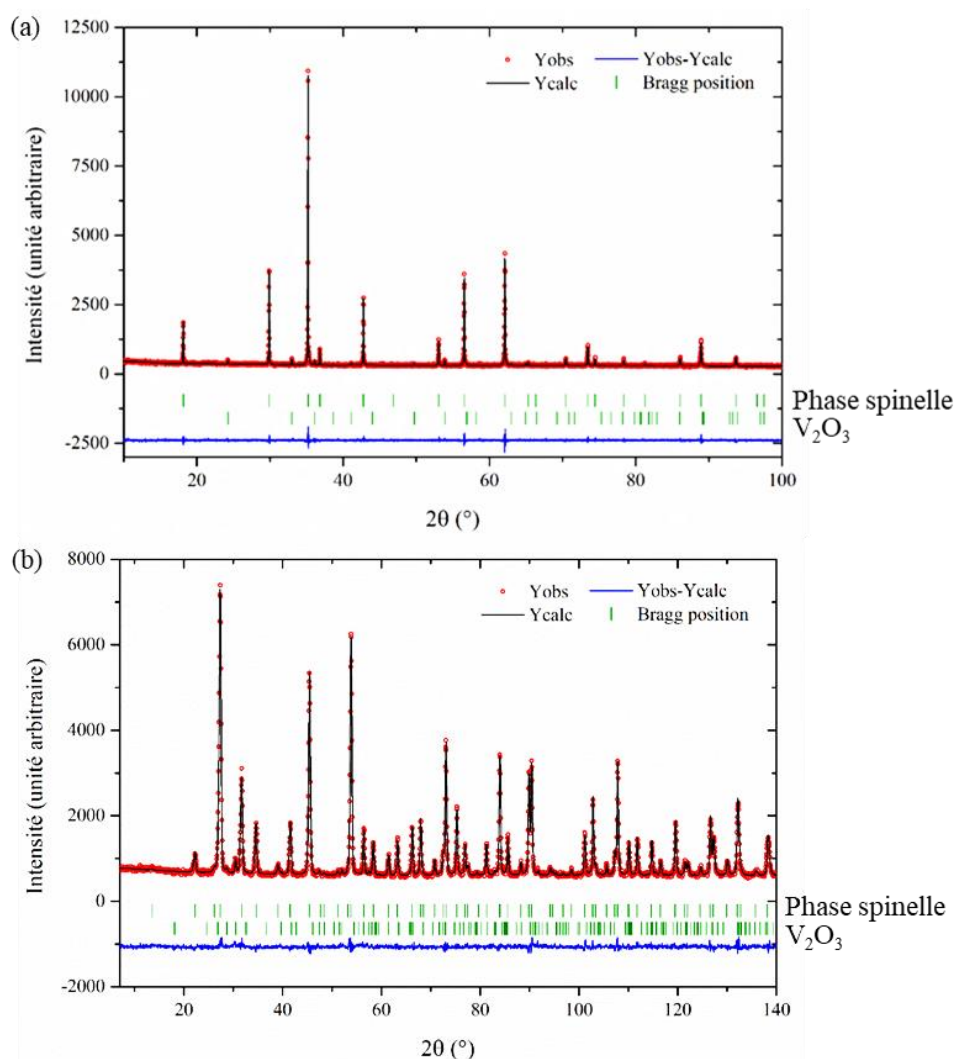 (a)
12500
10000
7500
5000
2500
0
-2500
Intensité (unité arbitraire)
Yobs
Yobs-Ycalc
Ycalc
Bragg position
Phase spinelle
V₂O₃
20 40 60 80 100
2θ (°)
(b)
8000
6000
4000
2000
0
-2000
Intensité (unité arbitraire)
Yobs
Yobs-Ycalc
Ycalc
Bragg position
Phase spinelle
V₂O₃
20 40 60 80 100 120 140
2θ (°)